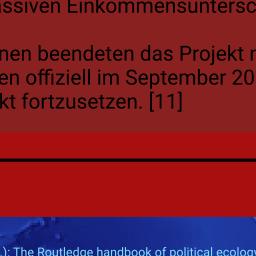 massiven Einkommensuntersc
nen beendeten das Projekt
en offiziell im September 20
kt fortzusetzen. [11]
.): The Routledge handbook of political ecology